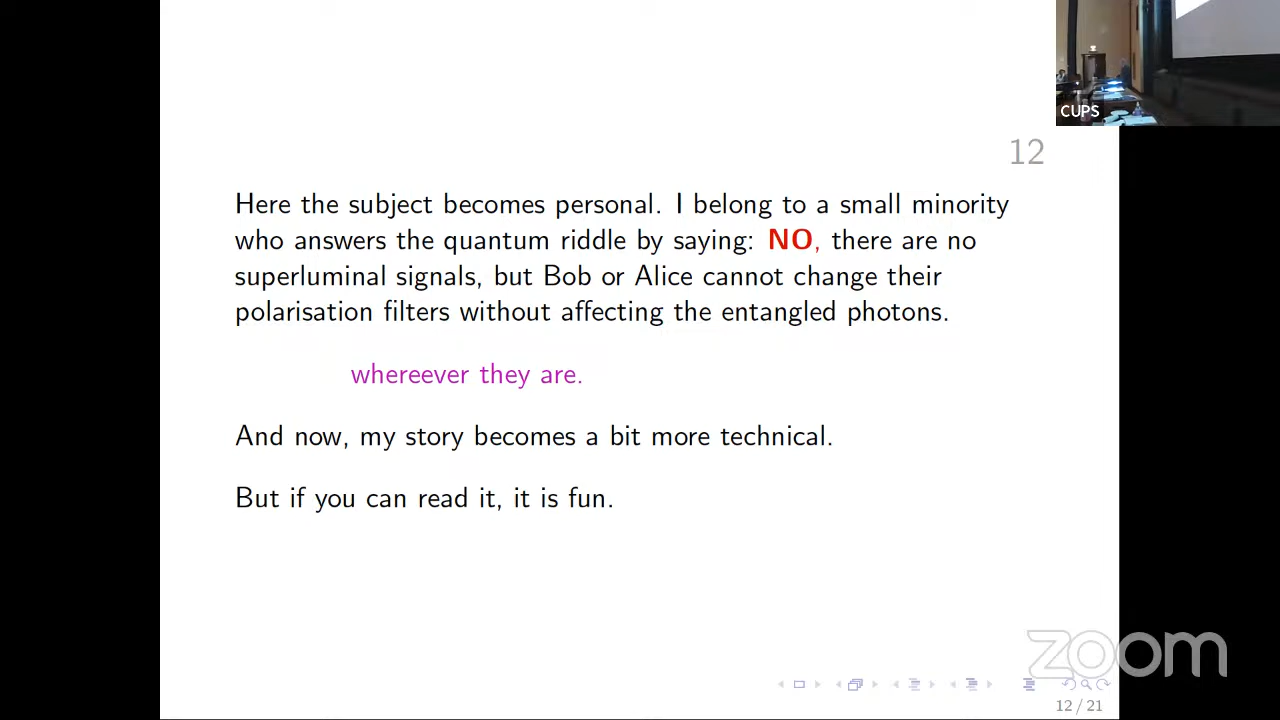 CUPS
12
Here the subject becomes personal. I belong to a small minority
who answers the quantum riddle by saying: NO, there are no
superluminal signals, but Bob or Alice cannot change their
polarisation filters without affecting the entangled photons.
whereever they are.
And now, my story becomes a bit more technical.
But if you can read it, it is fun.
zoom
12 / 21